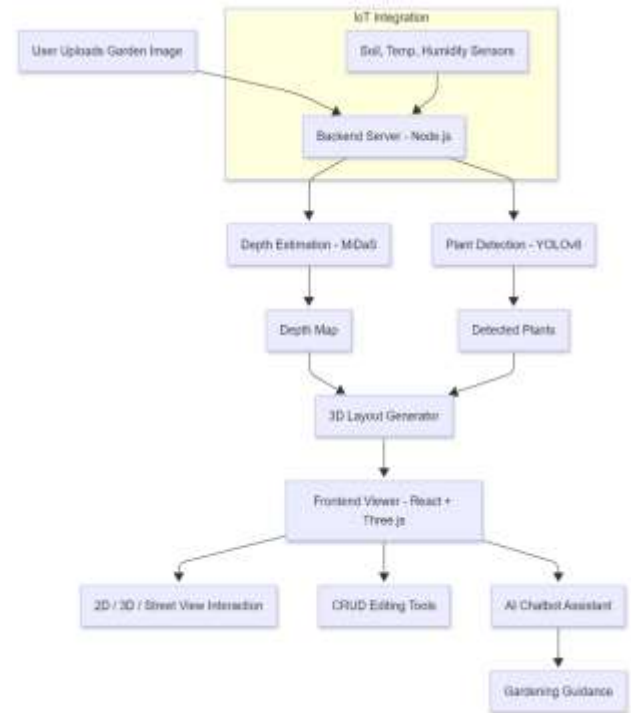 IoT Integration
User Uploads Garden Image
Soil, Temp, Humidity Sensors
Backend Server - Node.js
Depth Estimation - MiDaS
Plant Detection - YOLOv8
Depth Map
Detected Plants
3D Layout Generator
Frontend Viewer - React +
Three.js
2D / 3D / Street View Interaction
CRUD Editing Tools
AI Chatbot Assistant
Gardening Guidance